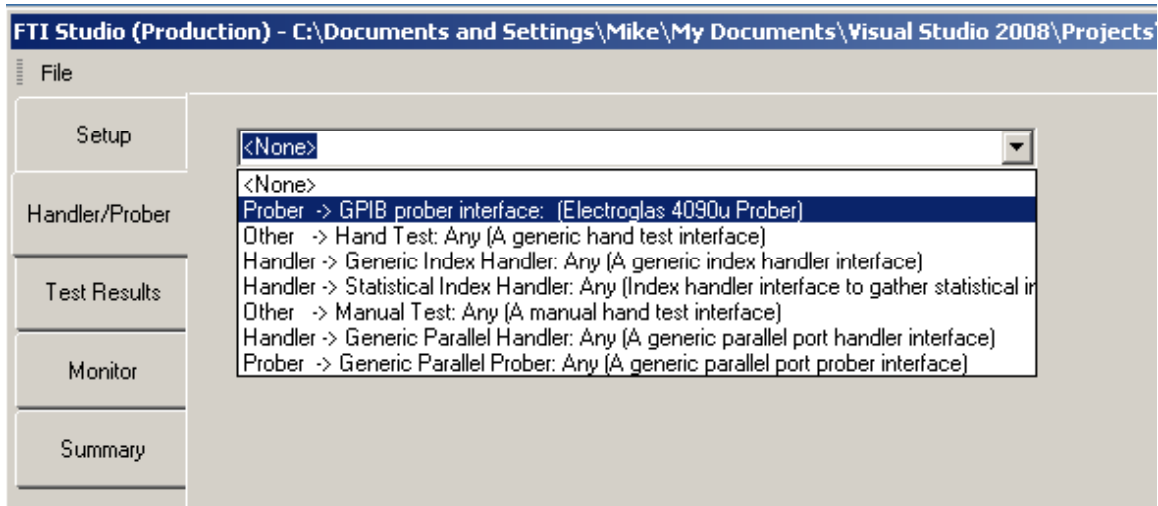 FTI Studio (Production) - C:\Documents and Settings\Mike\My Documents\Visual Studio 2008\Projects\
File
Setup
Handler/Prober
Test Results
Monitor
Summary
<None>
<None>
Prober -> GPIB prober interface: (Electroglas 4090u Prober)
Other -> Hand Test: Any (A generic hand test interface)
Handler -> Generic Index Handler: Any (A generic index handler interface)
Handler -> Statistical Index Handler: Any (Index handler interface to gather statistical
Other -> Manual Test: Any (A manual hand test interface)
Handler -> Generic Parallel Handler: Any (A generic parallel port handler interface)
Prober -> Generic Parallel Prober: Any (A generic parallel port prober interface)